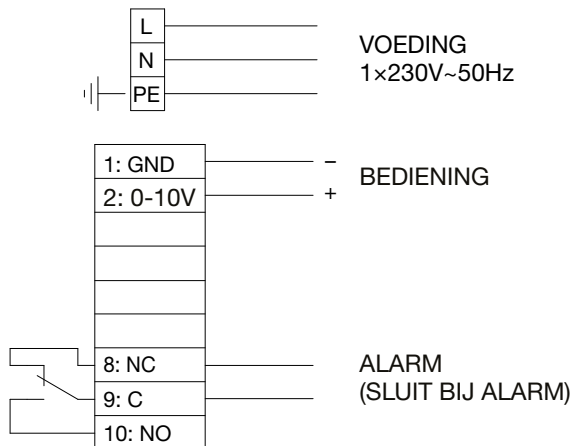 L
N
PE
VOEDING
1×230V~50Hz
1: GND
−
2: 0-10V
+
BEDIENING
8: NC
9: C
10: NO
ALARM
(SLUIT BIJ ALARM)